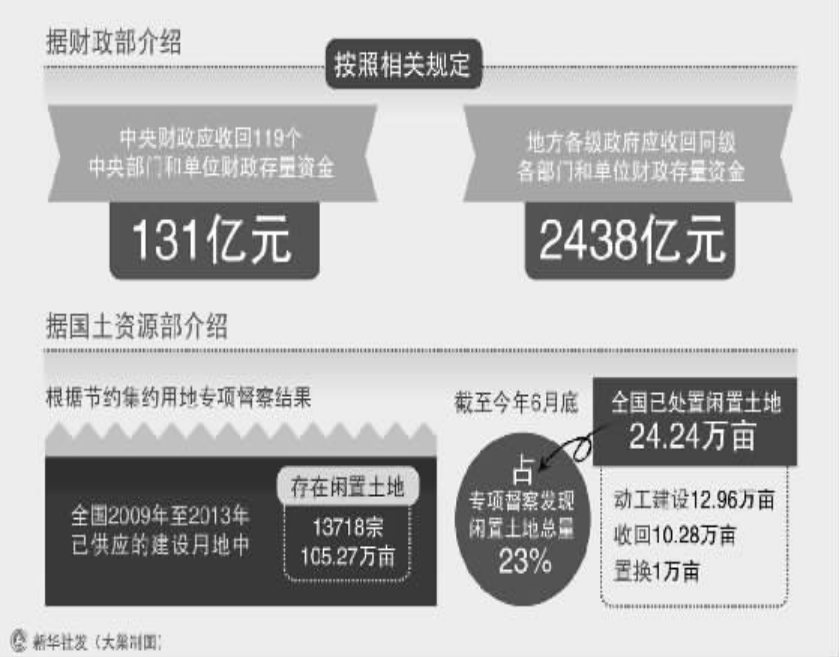 据财政部介绍
按照相关规定
中央财政应收回119个
中央部门和单位财政存量资金
131亿元
地方各级政府应收回同级
各部门和单位财政存量资金
2438亿元
据国土资源部介绍
根据节约集约用地专项督察结果
全国2009年至2013年
已供应的建设用地中
存在闲置土地
13718宗
105.27万亩
截至今年6月底
占
专项督察发现
闲置土地总量
23%
全国已处置闲置土地
24.24万亩
动工建设12.96万亩
收回10.28万亩
置换1万亩
新华社发（大巢制图）